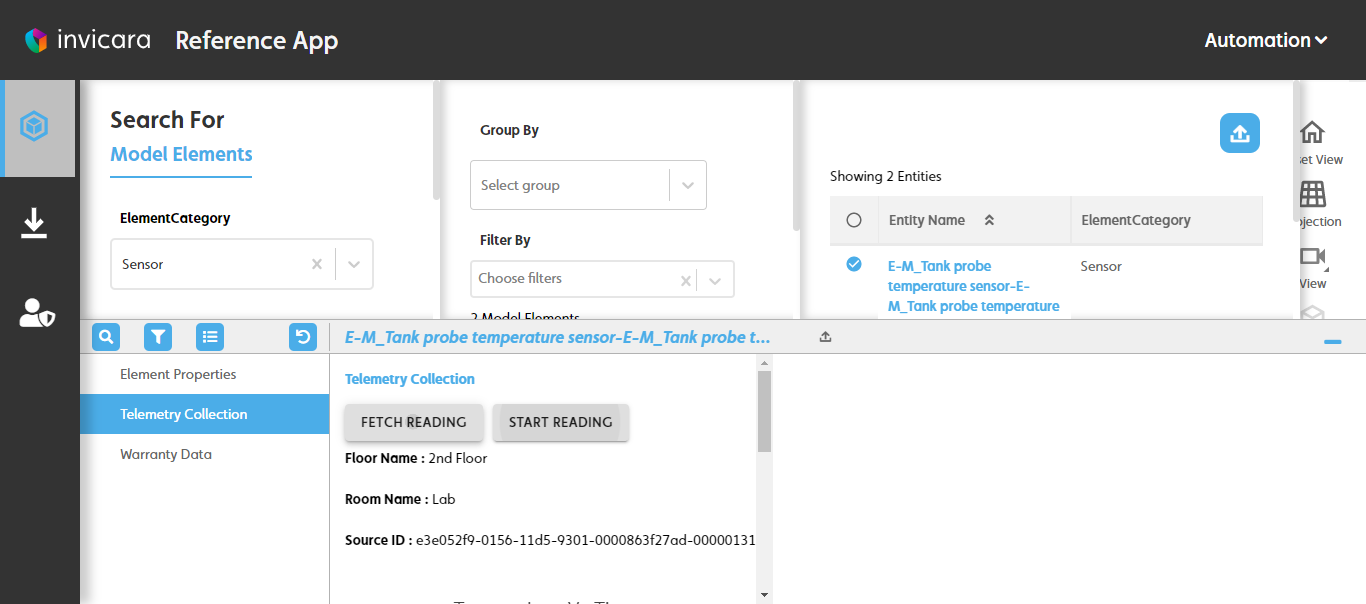 invicara Reference App
Automation
Search For
Model Elements
ElementCategory
Sensor
Group By
Select group
Filter By
Choose filters
2 Model Elements
Showing 2 Entities
Entity Name ElementCategory
E-M_Tank probe
temperature sensor-E-
M_Tank probe temperature
Sensor
set View
ojection
View
E-M_Tank probe temperature sensor-E-M_Tank probe t...
Element Properties
Telemetry Collection
Warranty Data
Telemetry Collection
FETCH READING START READING
Floor Name : 2nd Floor
Room Name : Lab
Source ID : e3e052f9-0156-11d5-9301-0000863f27ad-00000131